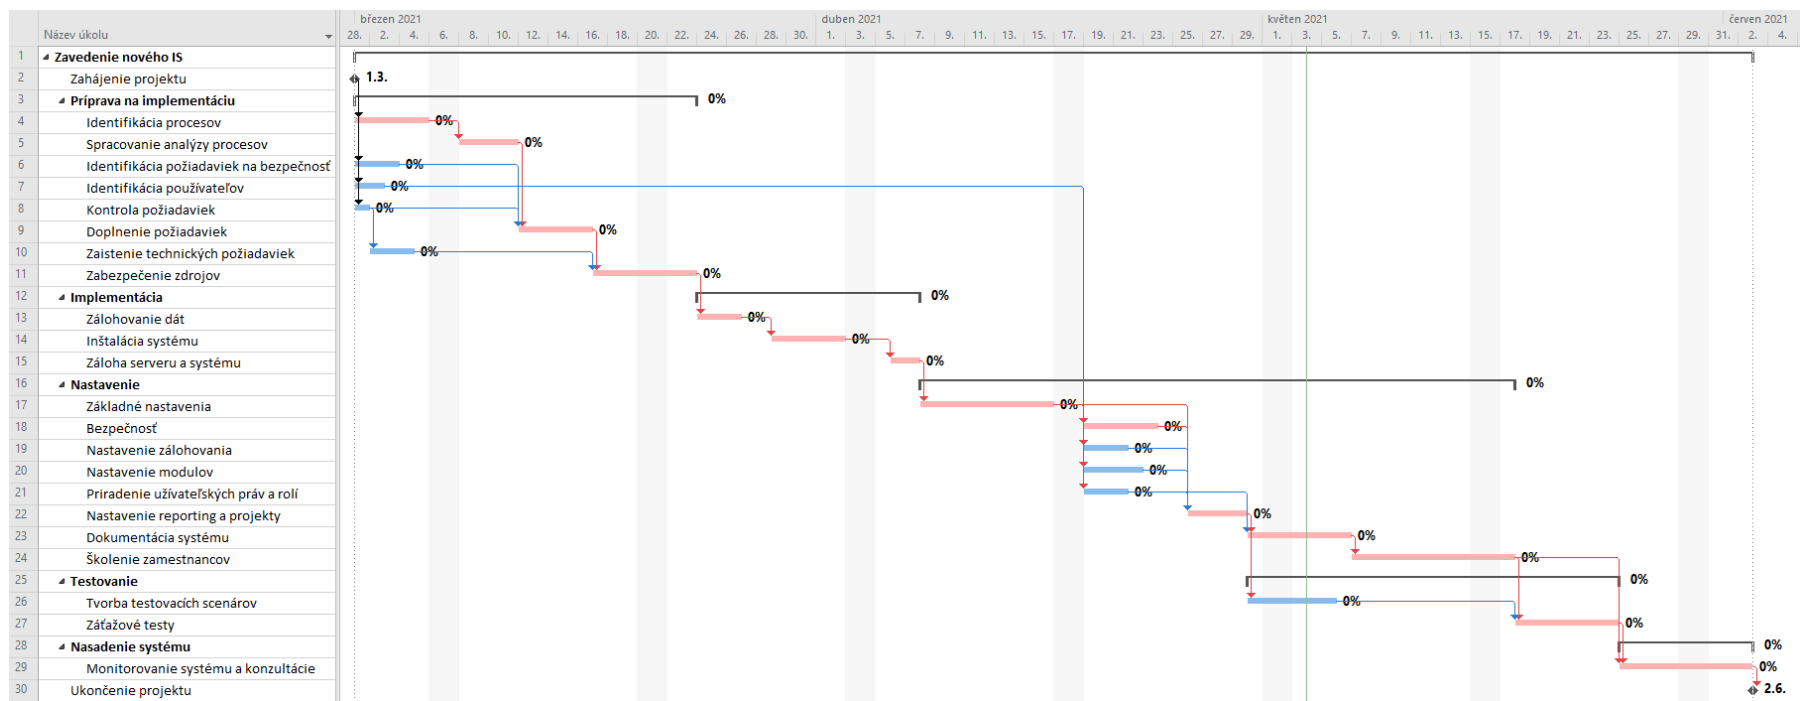 březen 2021 duben 2021 květen 2021 červen 2021
Název úkolu 28. 2. 4. 6. 8. 10. 12. 14. 16. 18. 20. 22. 24. 26. 28. 30. 1. 3. 5. 7. 9. 11. 13. 15. 17. 19. 21. 23. 25. 27. 29. 1. 3. 5. 7. 9. 11. 13. 15. 17. 19. 21. 23. 25. 27. 29. 31. 2. 4.
1 Zavedenie nového IS
2 Zahájenie projektu 1.3.
3 Príprava na implementáciu 0%
4 Identifikácia procesov 0%
5 Spracovanie analýzy procesov 0%
6 Identifikácia požiadaviek na bezpečnosť 0%
7 Identifikácia používateľov 0%
8 Kontrola požiadaviek 0%
9 Doplnenie požiadaviek 0%
10 Zaistenie technických požiadaviek 0%
11 Zabezpečenie zdrojov 0%
12 Implementácia 0%
13 Zálohovanie dát 0%
14 Inštalácia systému 0%
15 Záloha serveru a systému 0%
16 Nastavenie 0%
17 Základné nastavenia 0%
18 Bezpečnosť 0%
19 Nastavenie zálohovania 0%
20 Nastavenie modulov 0%
21 Priradenie užívateľských práv a rolí 0%
22 Nastavenie reporting a projekty 0%
23 Dokumentácia systému 0%
24 Školenie zamestnancov 0%
25 Testovanie 0%
26 Tvorba testovacích scenárov 0%
27 Záťažové testy 0%
28 Nasadenie systému 0%
29 Monitorovanie systému a konzultácie 0%
30 Ukončenie projektu 2.6.